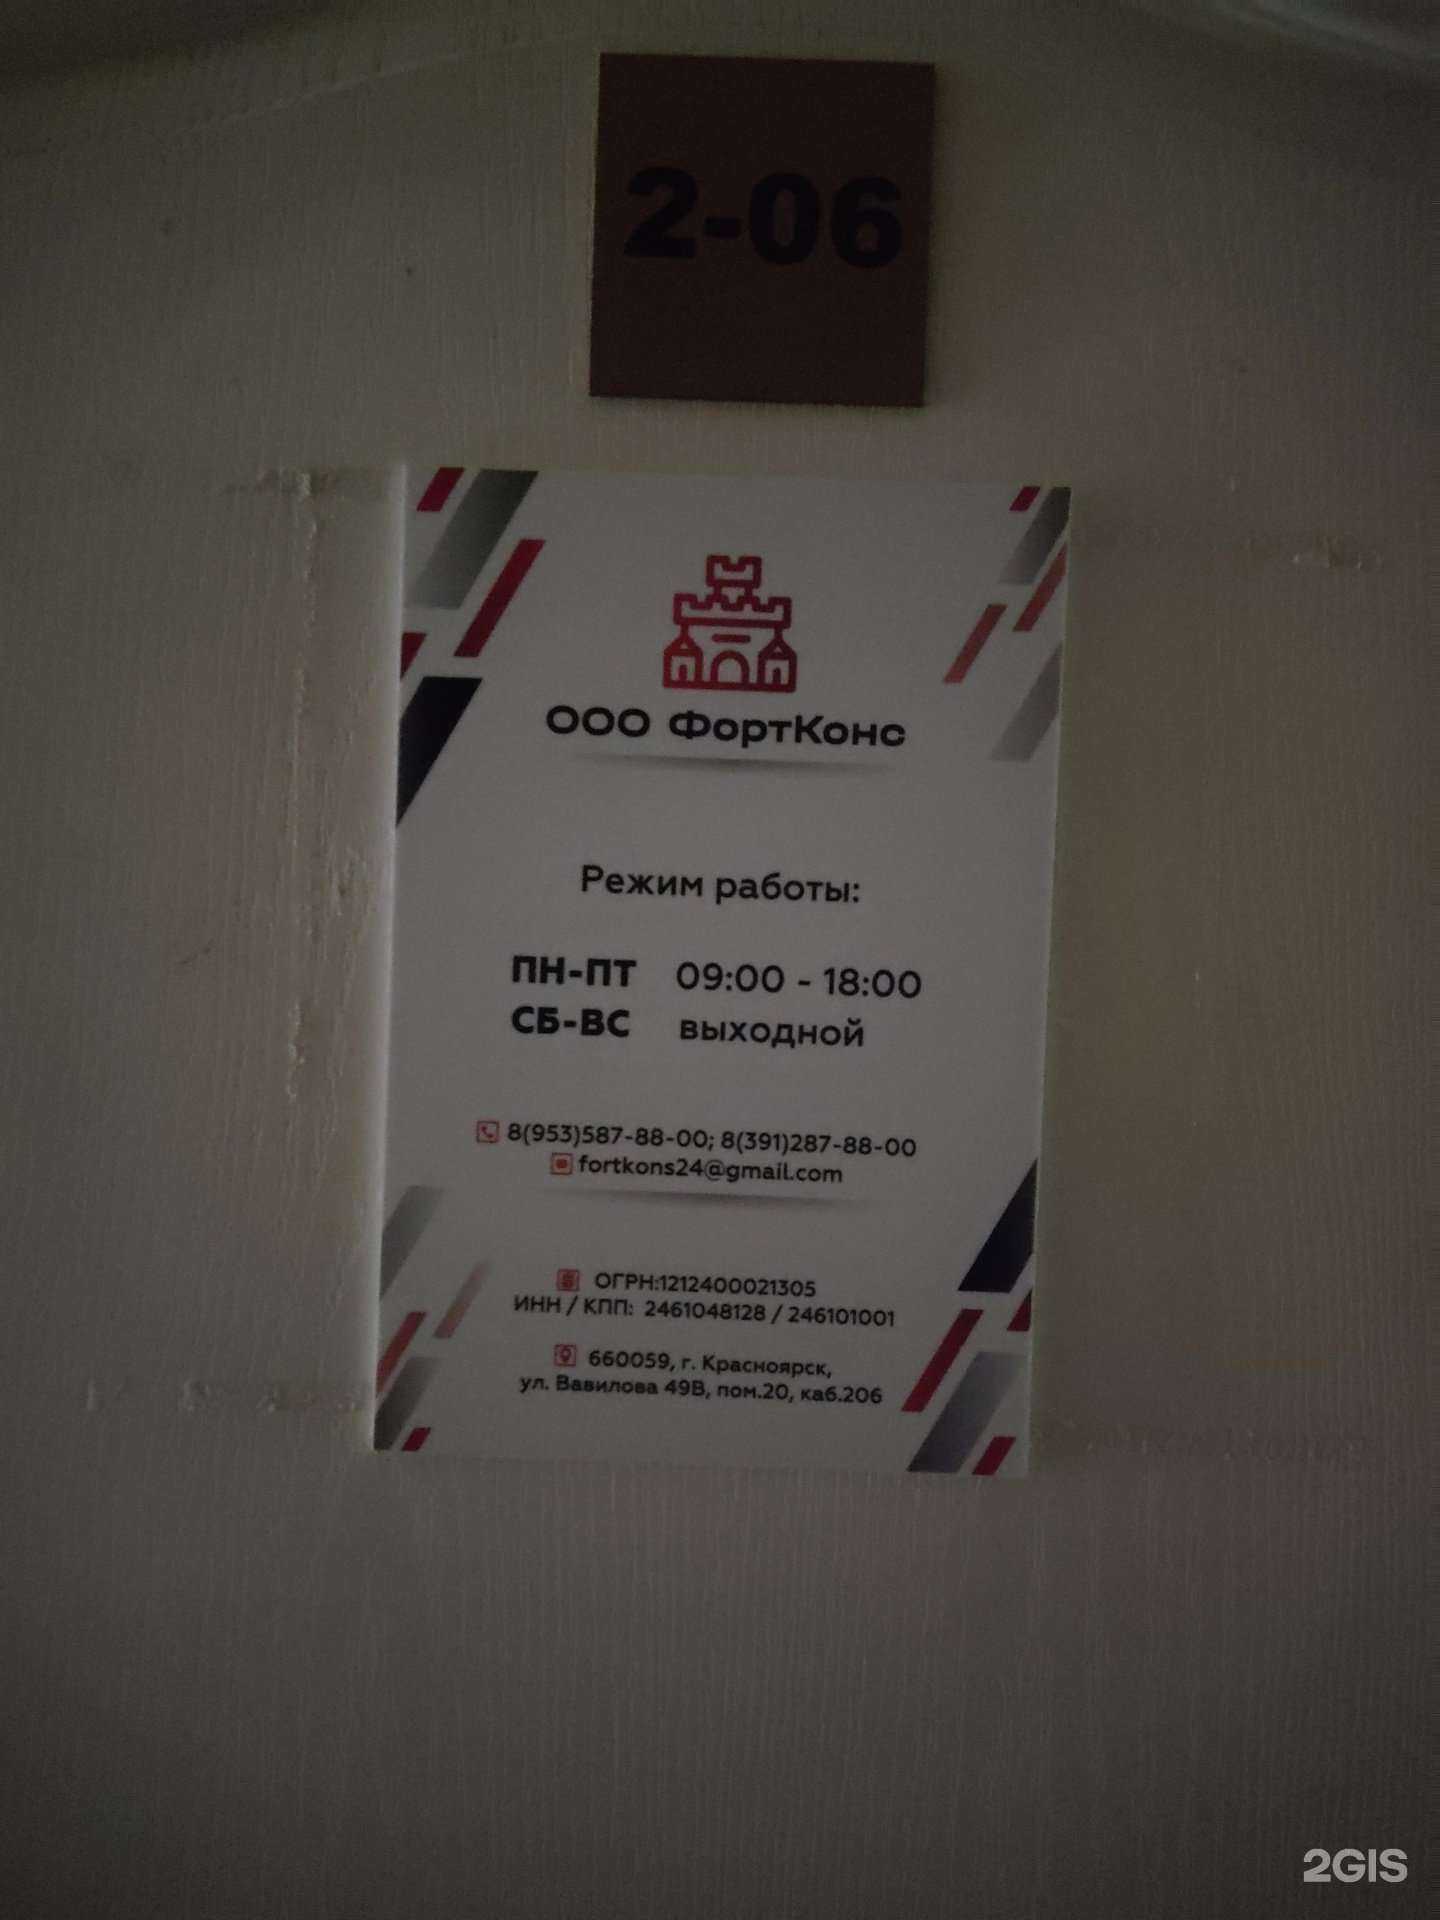 2-06
ООО ФортКонс
Режим работы:
ПН-ПТ 09:00 - 18:00
СБ-ВС выходной
8(953)587-88-00; 8(391)287-88-00
fortkons24@gmail.com
ОГРН:1212400021305
ИНН / КПП: 2461048128 / 246101001
660059, г. Красноярск,
ул. Вавилова 49В, пом.20, каб.206
2GIS